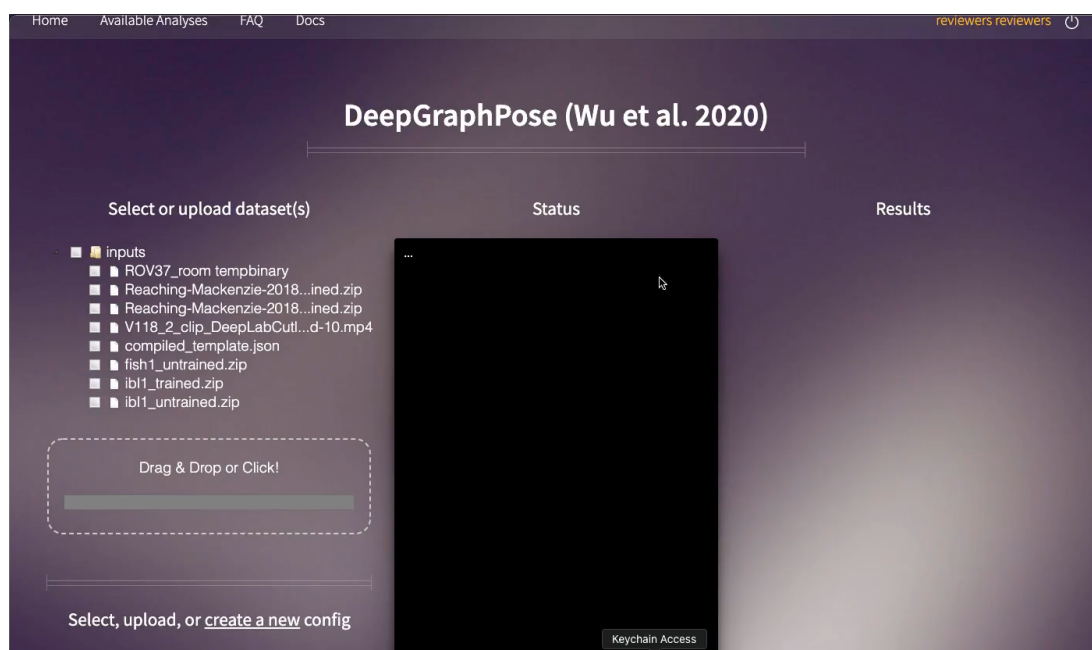 Home Available Analyses FAQ Docs reviewers reviewers
DeepGraphPose (Wu et al. 2020)
Select or upload dataset(s)
inputs
ROV37_room tempbinary
Reaching-Mackenzie-2018...ined.zip
Reaching-Mackenzie-2018...ined.zip
V118_2_clip_DeepLabCutl...d-10.mp4
compiled_template.json
fish1_untrained.zip
ibl1_trained.zip
ibl1_untrained.zip
Drag & Drop or Click!
Select, upload, or create a new config
Status
...
Keychain Access
Results